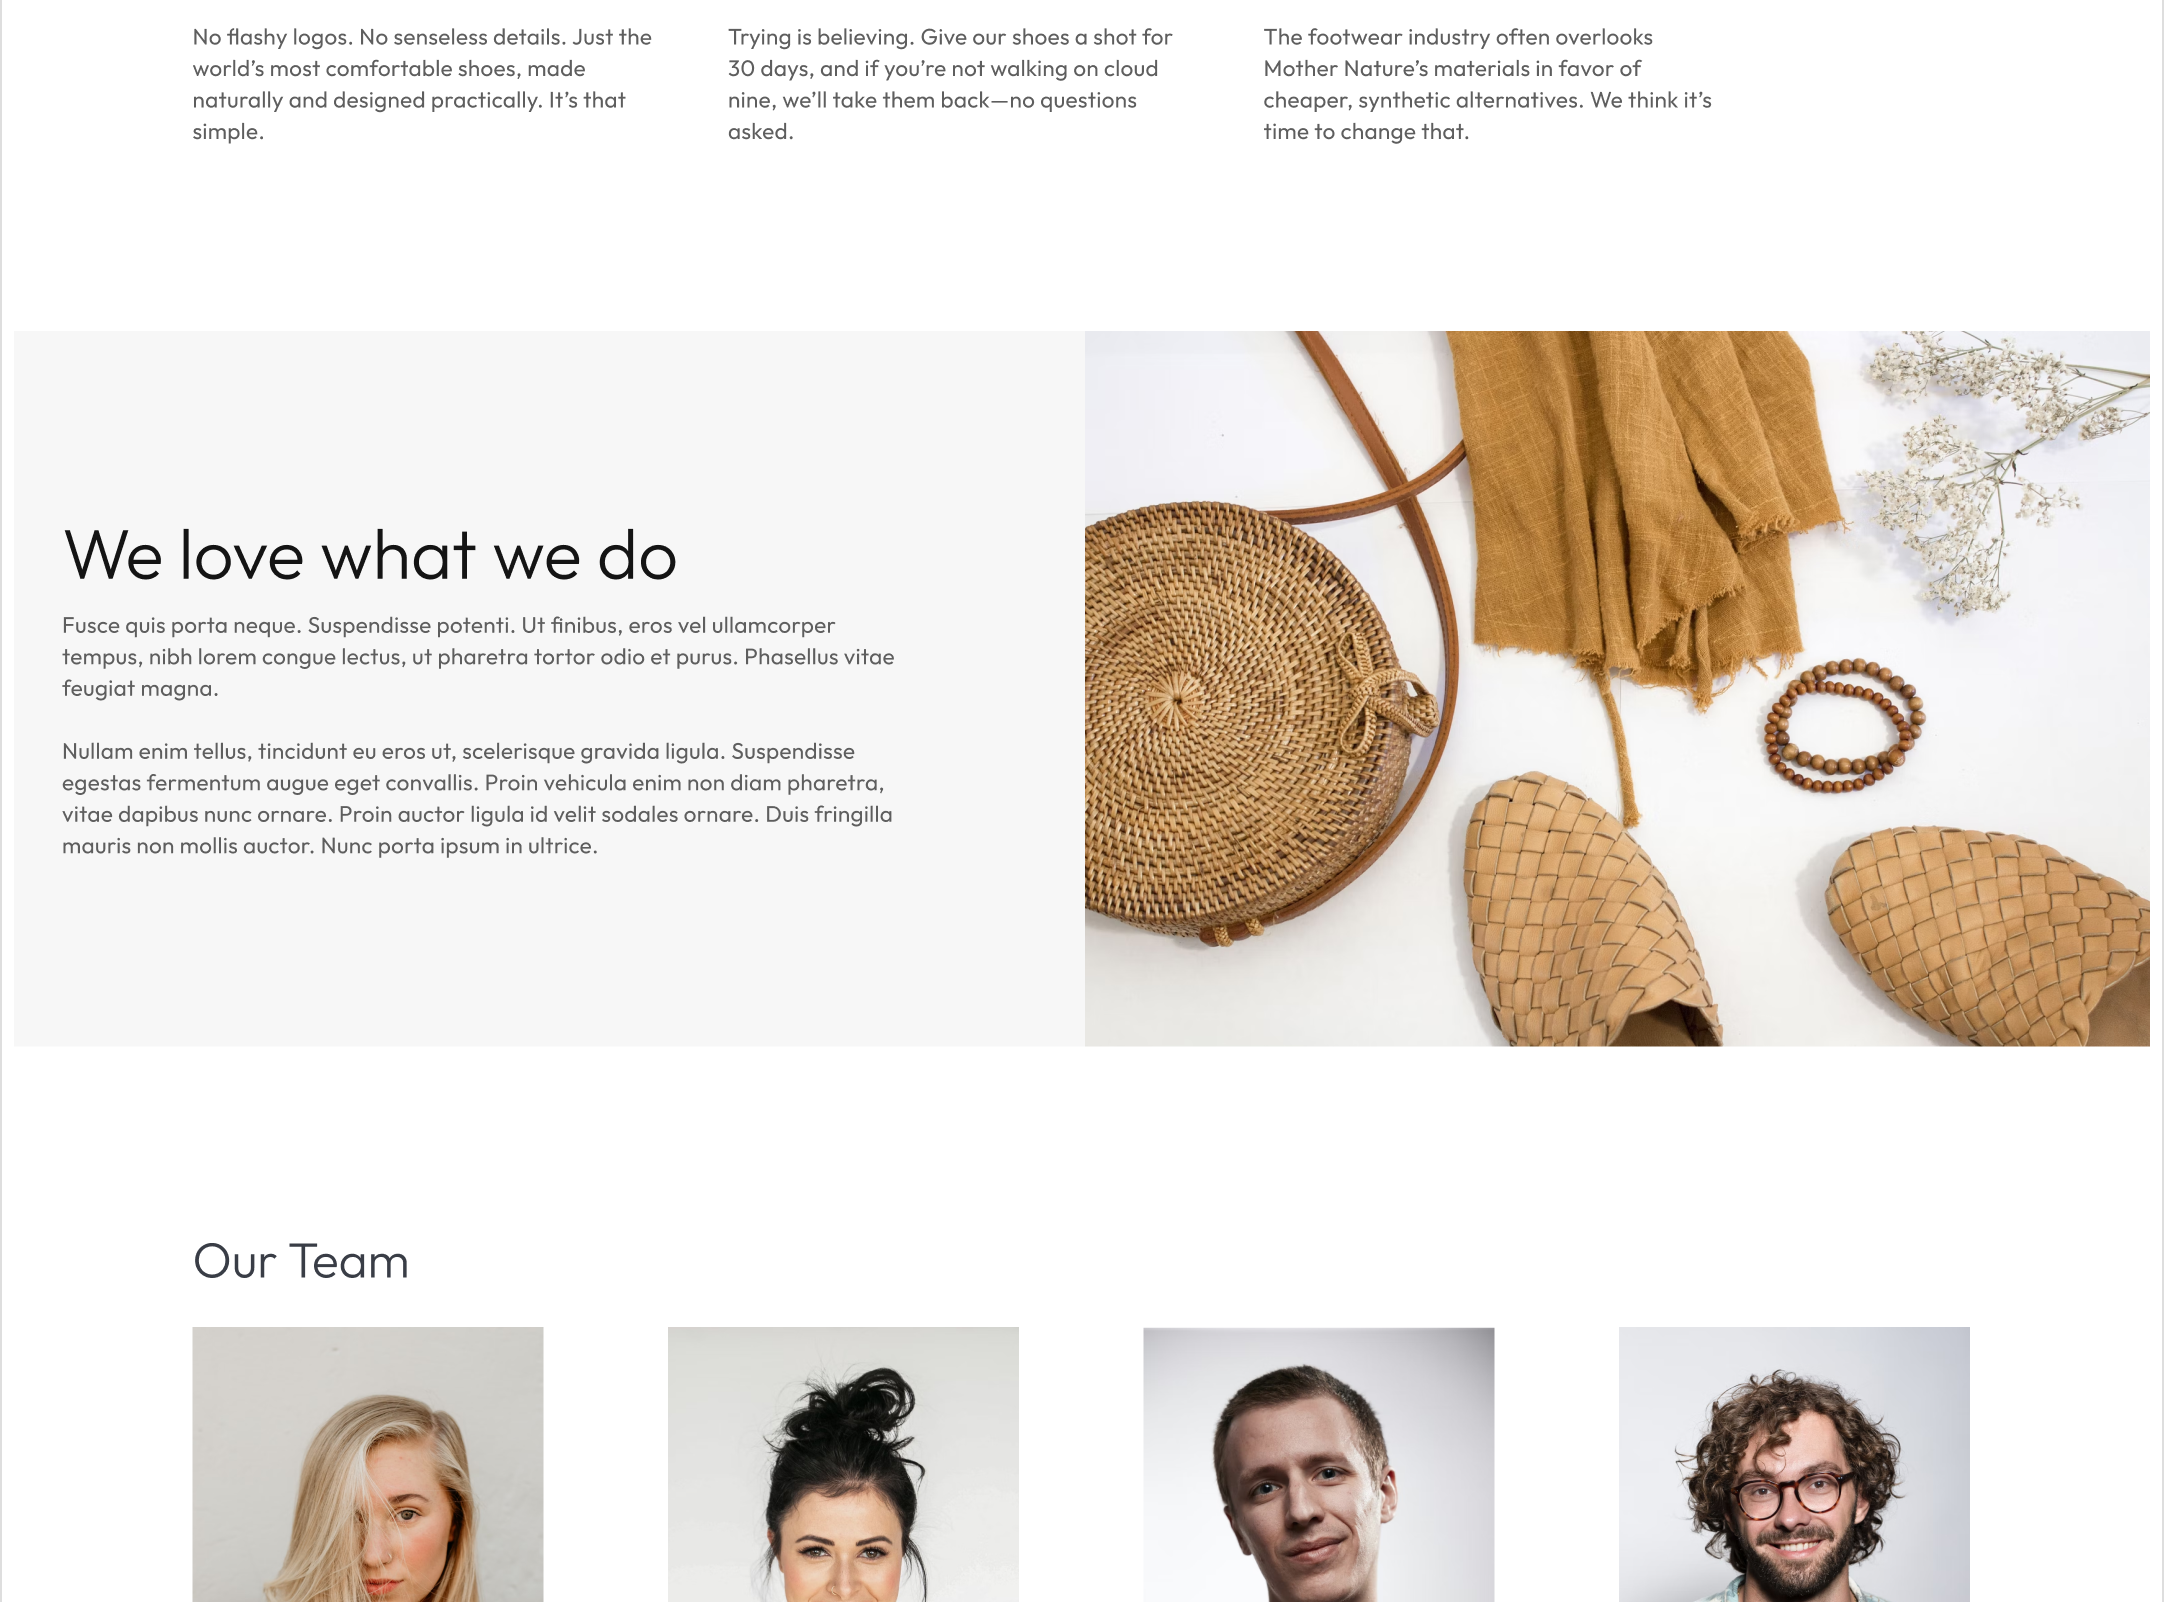 No flashy logos. No senseless details. Just the
world’s most comfortable shoes, made
naturally and designed practically. It’s that
simple.
Trying is believing. Give our shoes a shot for
30 days, and if you’re not walking on cloud
nine, we’ll take them back—no questions
asked.
The footwear industry often overlooks
Mother Nature’s materials in favor of
cheaper, synthetic alternatives. We think it’s
time to change that.
We love what we do
Fusce quis porta neque. Suspendisse potenti. Ut finibus, eros vel ullamcorper
tempus, nibh lorem congue lectus, ut pharetra tortor odio et purus. Phasellus vitae
feugiat magna.
Nullam enim tellus, tincidunt eu eros ut, scelerisque gravida ligula. Suspendisse
egestas fermentum augue eget convallis. Proin vehicula enim non diam pharetra,
vitae dapibus nunc ornare. Proin auctor ligula id velit sodales ornare. Duis fringilla
mauris non mollis auctor. Nunc porta ipsum in ultrice.
Our Team